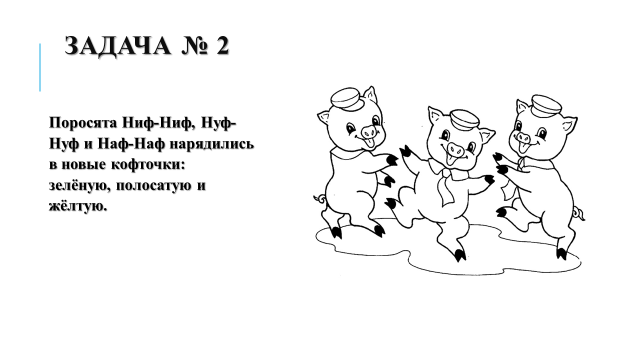 ЗАДАЧА № 2
Поросята Ниф-Ниф, Нуф-
Нуф и Наф-Наф нарядились
в новые кофточки:
зелёную, полосатую и
жёлтую.